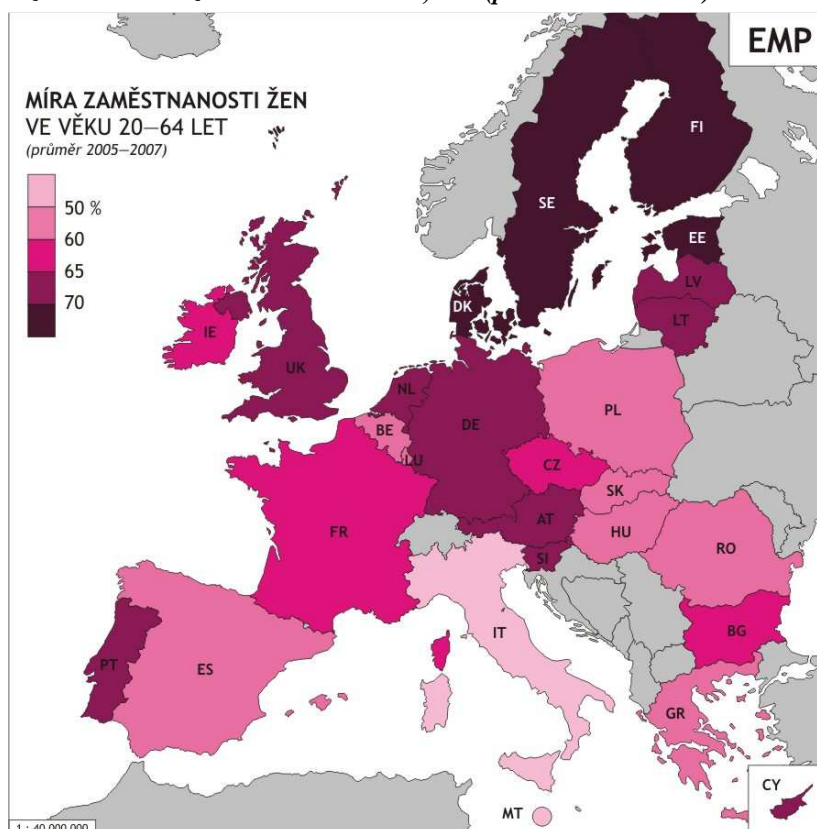 EMP
MÍRA ZAMĚSTNANOSTI ŽEN
VE VĚKU 20–64 LET
(průměr 2005–2007)
50 %
60
65
70
FI
SE
EE
LV
LT
DK
IE
UK
NL
BE
LU
DE
PL
CZ
SK
AT
HU
SI
FR
RO
IT
BG
PT
ES
GR
CY
MT
1 : 40 000 000